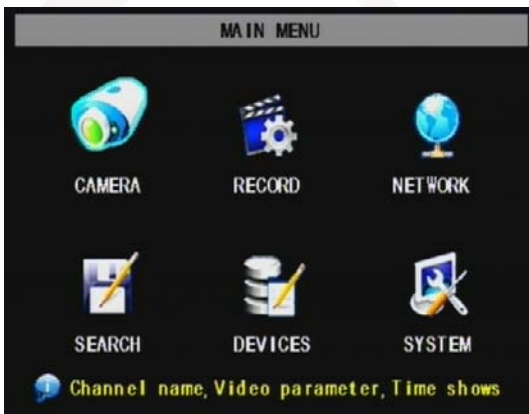 MAIN MENU
CAMERA RECORD NETWORK
SEARCH DEVICES SYSTEM
Channel name, Video parameter, Time shows